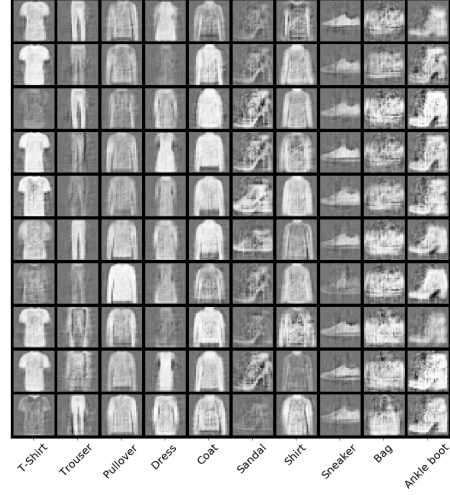 T-Shirt
Trouser
Pullover
Dress
Coat
Sandal
Shirt
Sneaker
Bag
Ankle boot